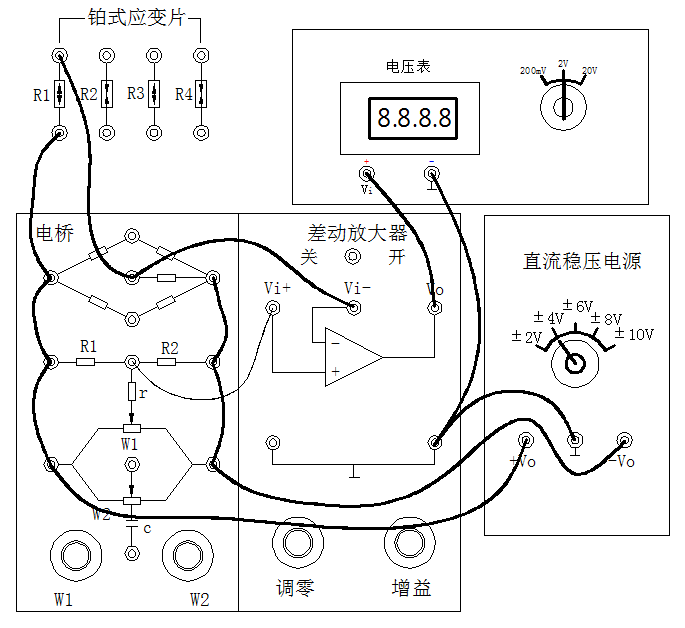 铂式应变片
R1 R2 R3 R4
电压表
8.8.8.8
200mV 2V 20V
+ -
Vi
电桥
差动放大器
关 开
Vi+ Vi- Vo
R1 R2
r
W1
W2
c
W1 W2
- 
+
调零 增益
直流稳压电源
±2V ±4V ±6V ±8V ±10V
+Vo -Vo